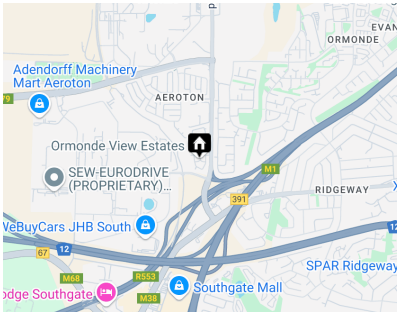 EVAN
ORMONDE
Adendorff Machinery
Mart Aeroton
79
AEROTON
Ormonde View Estates
M1
SEW-EURODRIVE
(PROPRIETARY)...
RIDGEWAY
391
WeBuyCars JHB South
12
67
12
M68
R553
SPAR Ridgeway
odge Southgate
M38
Southgate Mall